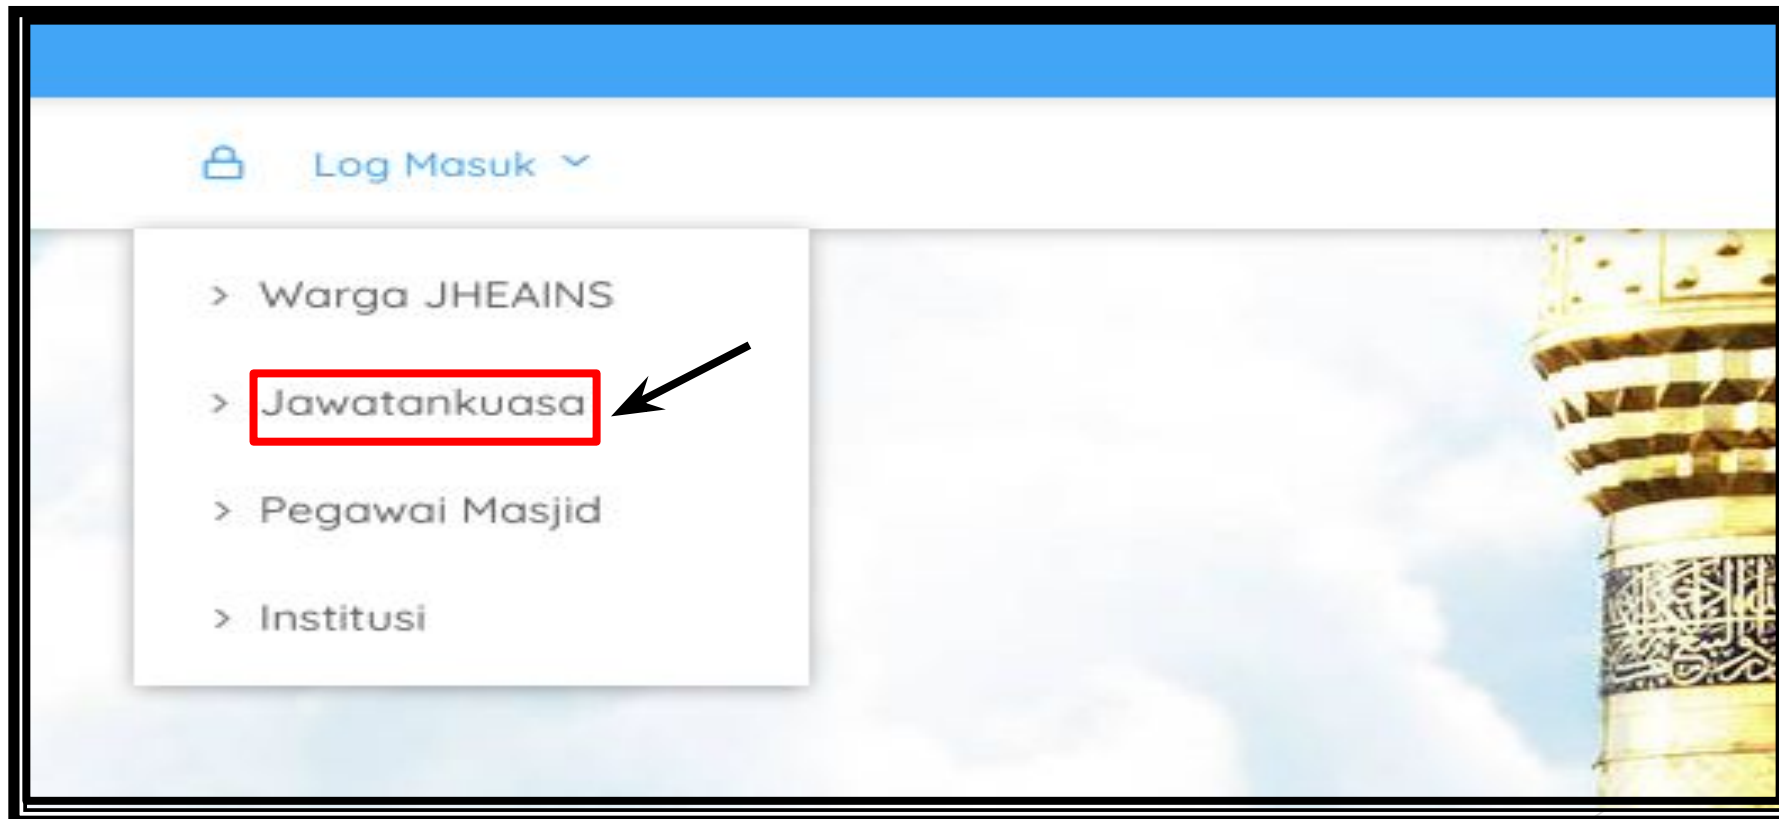 Log Masuk
> Warga JHEAINS
> Jawatankuasa
> Pegawai Masjid
> Institusi